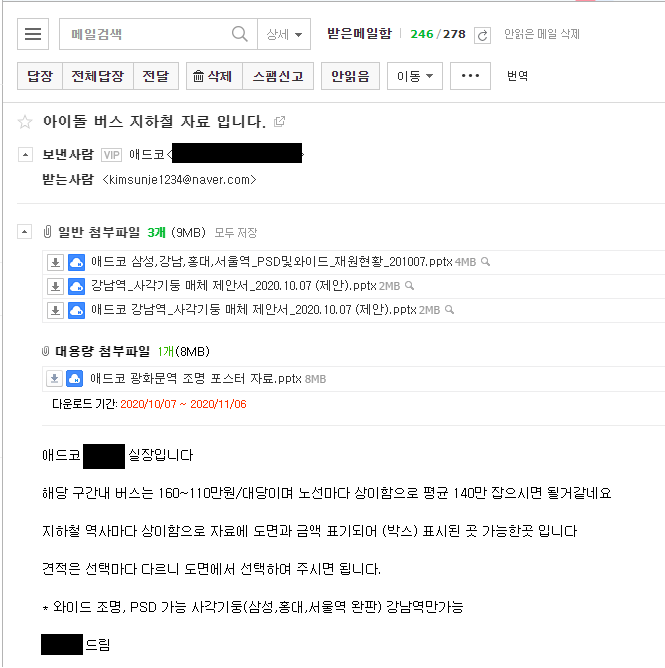 메일검색 상세 받은메일함 246/278 안읽은 메일 삭제
답장 전체답장 전달 삭제 스팸신고 안읽음 이동 ••• 번역
아이돌 버스 지하철 자료 입니다.
보낸사람 VIP 애드코<
받는사람 <kimsunje1234@naver.com>
일반 첨부파일 3개 (9MB) 모두 저장
애드코 삼성,강남,홍대,서울역_PSD및와이드_재원현황_201007.pptx 4MB
강남역_사각기둥 매체 제안서_2020.10.07 (제안).pptx 2MB
애드코 강남역_사각기둥 매체 제안서_2020.10.07 (제안).pptx 2MB
대용량 첨부파일 1개(8MB)
애드코 광화문역 조명 포스터 자료.pptx 8MB
다운로드 기간: 2020/10/07 ~ 2020/11/06
애드코 실장입니다
해당 구간내 버스는 160~110만원/대당이며 노선마다 상이함으로 평균 140만 잡으시면 될거같네요
지하철 역사마다 상이함으로 자료에 도면과 금액 표기되어 (박스) 표시된 곳 가능한곳 입니다
견적은 선택마다 다르니 도면에서 선택하여 주시면 됩니다.
* 와이드 조명, PSD 가능 사각기둥(삼성,홍대,서울역 완판) 강남역만가능
드림